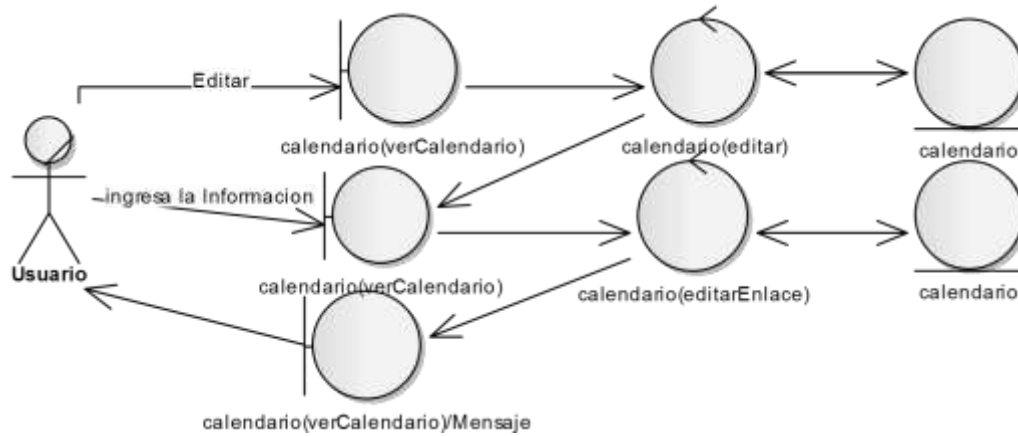 Editar
calendario(verCalendario)
calendario(editar)
calendario
ingresa la Informacion
Usuario
calendario(verCalendario)
calendario(editarEnlace)
calendario
calendario(verCalendario)/Mensaje